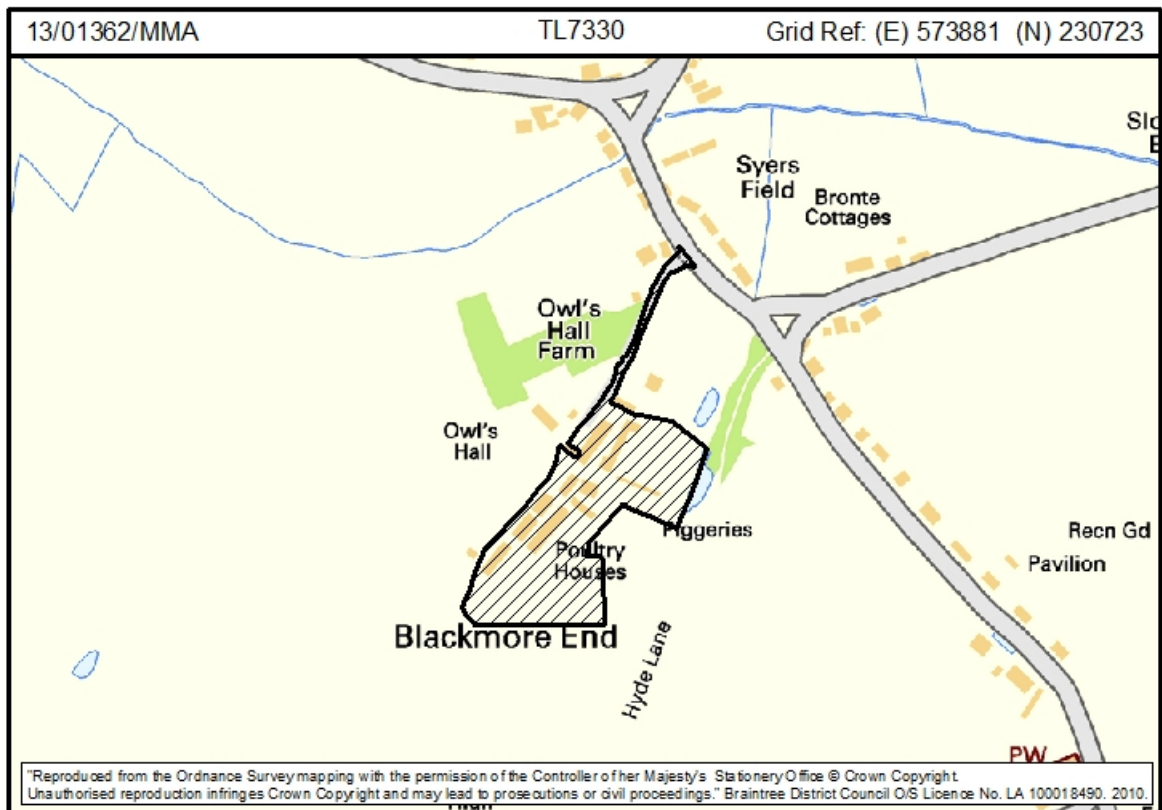 13/01362/MMA TL7330 Grid Ref: (E) 573881 (N) 230723
Syers
Field
Bronte
Cottages
Owl's
Hall
Farm
Owl's
Hall
Piggeries
Poultry
Houses
Recn Gd
Pavilion
Blackmore End
Hyde Lane
PW
"Reproduced from the Ordnance Survey mapping with the permission of the Controller of her Majesty's Stationery Office © Crown Copyright.
Unauthorised reproduction infringes Crown Copyright and may lead to prosecutions or civil proceedings." Braintree District Council O/S Licence No. LA 100018490. 2010.